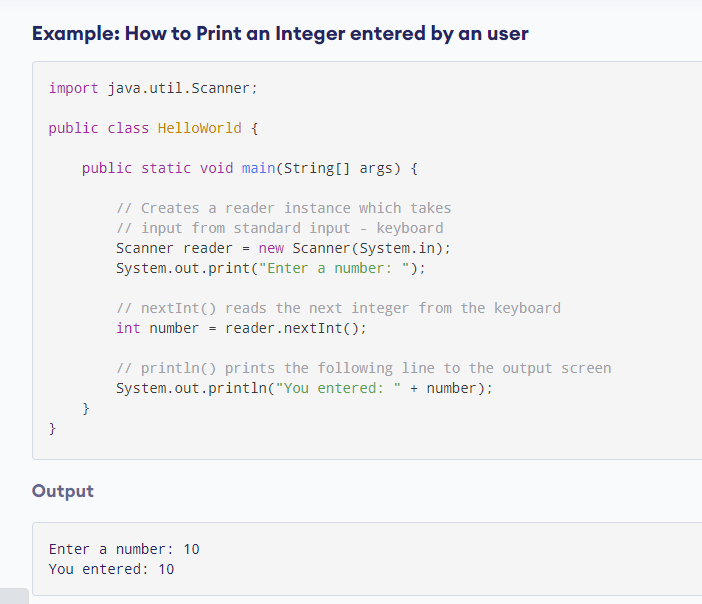 Example: How to Print an Integer entered by an user
import java.util.Scanner;
public class HelloWorld {
public static void main(String[] args) {
// Creates a reader instance which takes
// input from standard input - keyboard
Scanner reader = new Scanner(System.in);
System.out.print("Enter a number: ");
// nextInt() reads the next integer from the keyboard
int number = reader.nextInt();
// println() prints the following line to the output screen
System.out.println("You entered: " + number);
}
}
Output
Enter a number: 10
You entered: 10